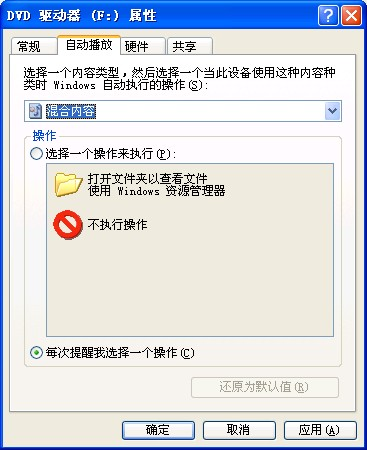 DVD 驱动器 (F:) 属性
常规 自动播放 硬件 共享
选择一个内容类型，然后选择一个当此设备使用这种内容种
类时 Windows 自动执行的操作(S):
混合内容
操作
选择一个操作来执行(P):
打开文件夹以查看文件
使用 Windows 资源管理器
不执行操作
每次提醒我选择一个操作(C)
还原为默认值(R)
确定 取消 应用(A)